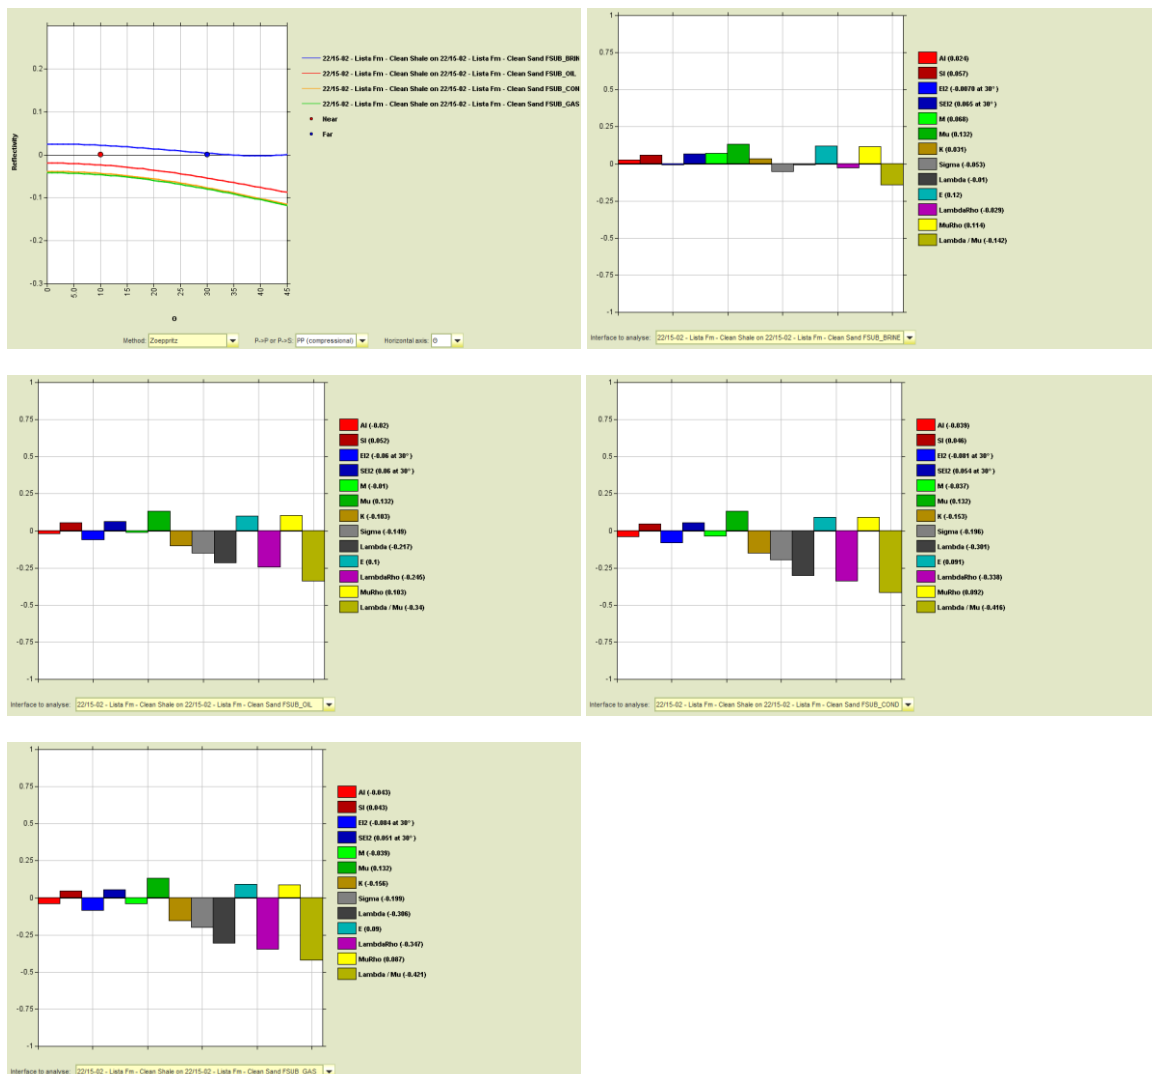 0.2
0.1
0
-0.1
-0.2
-0.3
Reflectivity
0
5.0
10
15
20
25
30
35
40
45
Θ
22/15-02 - Lista Fm - Clean Shale on 22/15-02 - Lista Fm - Clean Sand FSUB_BRIN
22/15-02 - Lista Fm - Clean Shale on 22/15-02 - Lista Fm - Clean Sand FSUB_OIL
22/15-02 - Lista Fm - Clean Shale on 22/15-02 - Lista Fm - Clean Sand FSUB_CON
22/15-02 - Lista Fm - Clean Shale on 22/15-02 - Lista Fm - Clean Sand FSUB_GAS
Near
Far
Method: Zoeppritz P->P or P->S: PP (compressional) Horizontal axis: Θ
1
0.75
0.5
0.25
0
-0.25
-0.5
-0.75
-1
AI (0.024)
SI (0.057)
EI2 (-0.0070 at 30°)
SEI2 (0.065 at 30°)
M (0.068)
Mu (0.132)
K (0.031)
Sigma (-0.053)
Lambda (-0.01)
E (0.12)
LambdaRho (-0.029)
MuRho (0.114)
Lambda / Mu (-0.142)
Interface to analyse: 22/15-02 - Lista Fm - Clean Shale on 22/15-02 - Lista Fm - Clean Sand FSUB_BRINE
1
0.75
0.5
0.25
0
-0.25
-0.5
-0.75
-1
AI (-0.02)
SI (0.052)
EI2 (-0.06 at 30°)
SEI2 (0.06 at 30°)
M (-0.01)
Mu (0.132)
K (-0.103)
Sigma (-0.149)
Lambda (-0.217)
E (0.1)
LambdaRho (-0.245)
MuRho (0.103)
Lambda / Mu (-0.34)
Interface to analyse: 22/15-02 - Lista Fm - Clean Shale on 22/15-02 - Lista Fm - Clean Sand FSUB_OIL
1
0.75
0.5
0.25
0
-0.25
-0.5
-0.75
-1
AI (-0.039)
SI (0.046)
EI2 (-0.081 at 30°)
SEI2 (0.054 at 30°)
M (-0.037)
Mu (0.132)
K (-0.153)
Sigma (-0.196)
Lambda (-0.301)
E (0.091)
LambdaRho (-0.338)
MuRho (0.092)
Lambda / Mu (-0.416)
Interface to analyse: 22/15-02 - Lista Fm - Clean Shale on 22/15-02 - Lista Fm - Clean Sand FSUB_COND
1
0.75
0.5
0.25
0
-0.25
-0.5
-0.75
-1
AI (-0.043)
SI (0.043)
EI2 (-0.084 at 30°)
SEI2 (0.051 at 30°)
M (-0.039)
Mu (0.132)
K (-0.156)
Sigma (-0.199)
Lambda (-0.306)
E (0.09)
LambdaRho (-0.347)
MuRho (0.087)
Lambda / Mu (-0.421)
Interface to analyse: 22/15-02 - Lista Fm - Clean Shale on 22/15-02 - Lista Fm - Clean Sand FSUB_GAS